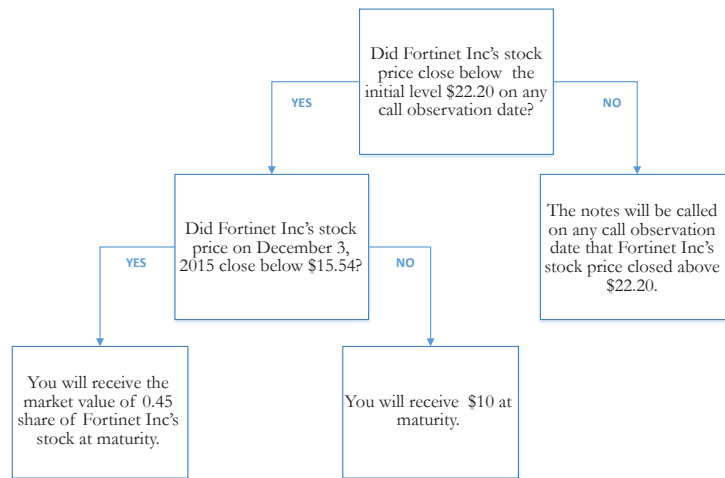 Did Fortinet Inc's stock
price close below the
initial level $22.20 on any
call observation date?
YES
NO
Did Fortinet Inc's stock
price on December 3,
2015 close below $15.54?
The notes will be called
on any call observation
date that Fortinet Inc's
stock price closed above
$22.20.
YES
NO
You will receive the
market value of 0.45
share of Fortinet Inc's
stock at maturity.
You will receive $10 at
maturity.